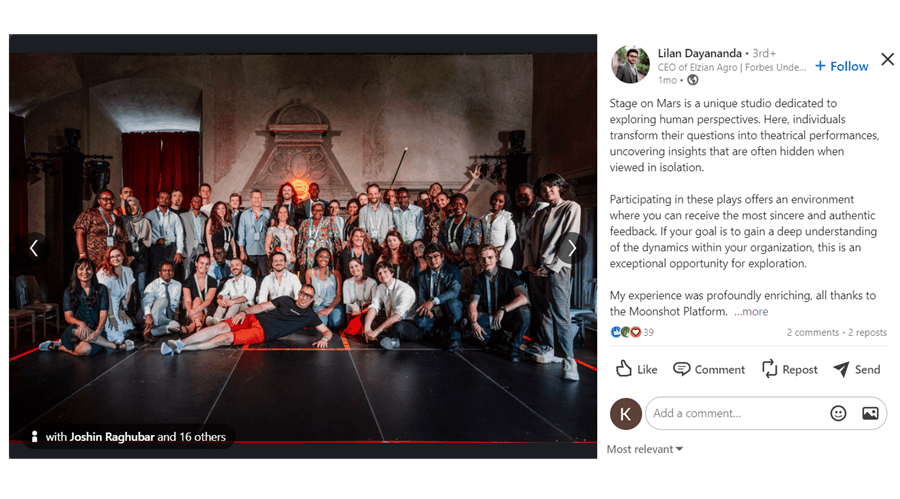 Lilan Dayananda • 3rd+
CEO of Elzian Agro | Forbes Unde...
1mo •
+ Follow
Stage on Mars is a unique studio dedicated to
exploring human perspectives. Here, individuals
transform their questions into theatrical performances,
uncovering insights that are often hidden when
viewed in isolation.
Participating in these plays offers an environment
where you can receive the most sincere and authentic
feedback. If your goal is to gain a deep understanding
of the dynamics within your organization, this is an
exceptional opportunity for exploration.
My experience was profoundly enriching, all thanks to
the Moonshot Platform. ...more
39
2 comments • 2 reposts
Like Comment Repost Send
K
Add a comment...
Most relevant
with Joshin Raghubar and 16 others